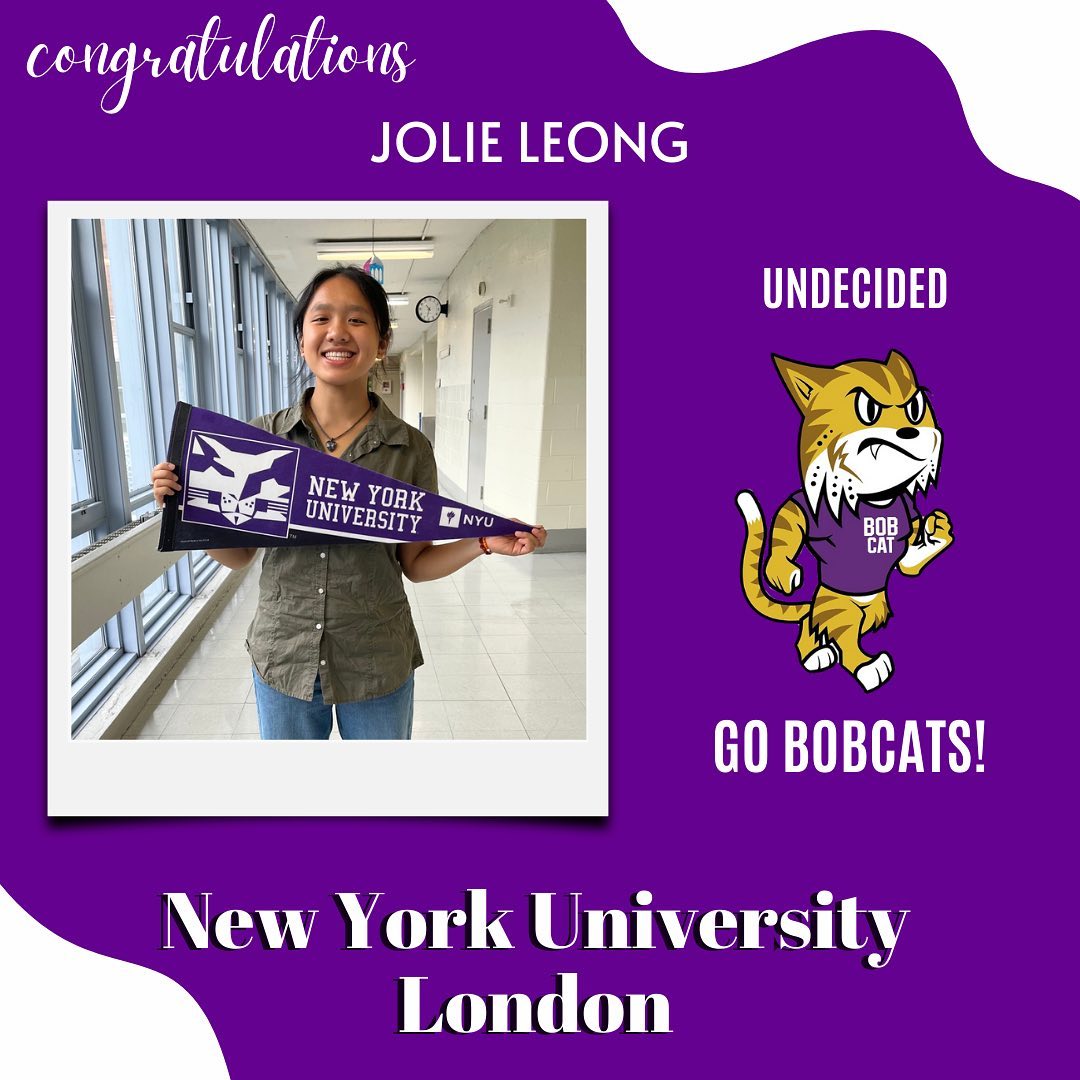 congratulations
JOLIE LEONG
UNDECIDED
NEW YORK
UNIVERSITY
NYU
BOB
CAT
GO BOBCATS!
New York University
London